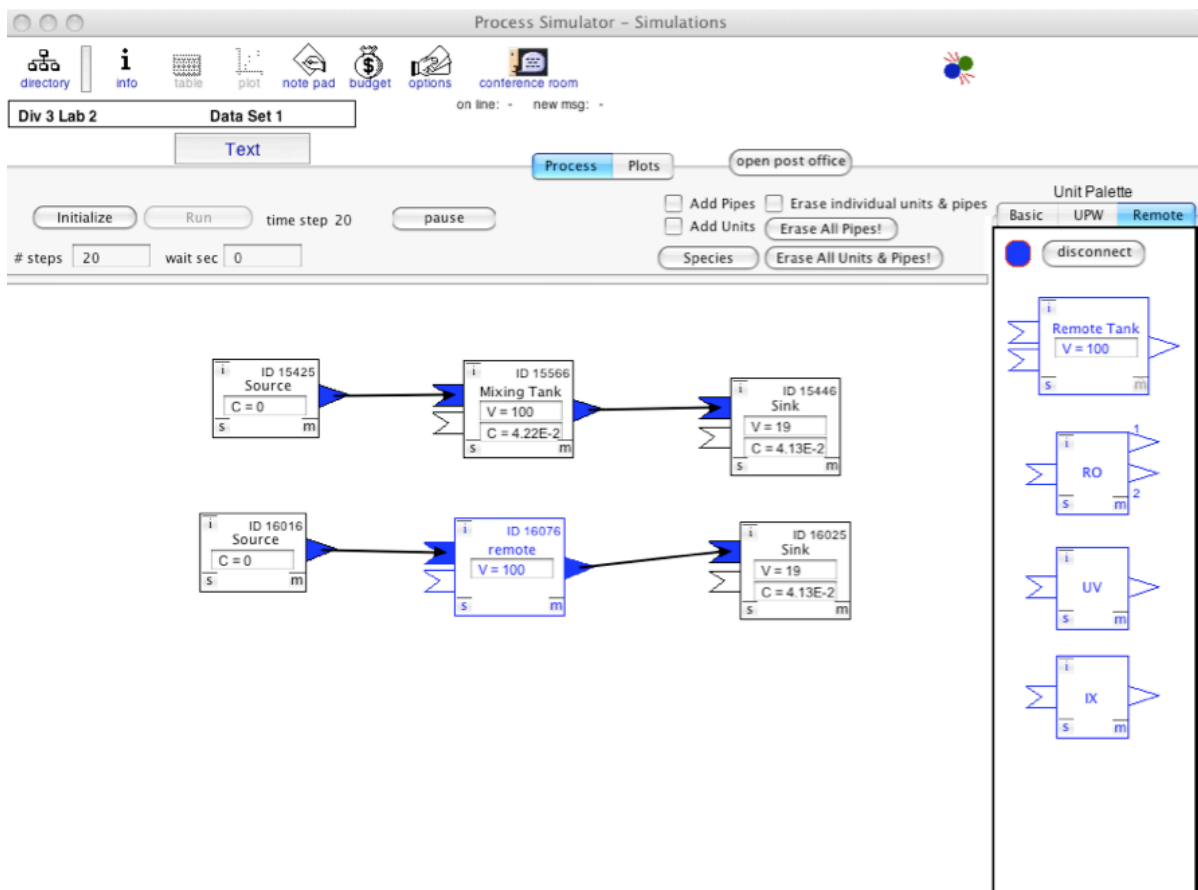 Process Simulator – Simulations
directory
info
table
plot
note pad
budget
options
conference room
on line: - new msg: -
Div 3 Lab 2 Data Set 1
Text
Process Plots
open post office
Initialize Run time step 20 pause
# steps 20 wait sec 0
Add Pipes Erase individual units & pipes
Add Units Erase All Pipes!
Species Erase All Units & Pipes!
Unit Palette
Basic UPW Remote
disconnect
i ID 15425
Source
C = 0
s m
i ID 15566
Mixing Tank
V = 100
C = 4.22E-2
s m
i ID 15446
Sink
V = 19
C = 4.13E-2
s m
i ID 16016
Source
C = 0
s m
i ID 16076
remote
V = 100
s m
i ID 16025
Sink
V = 19
C = 4.13E-2
s m
i
Remote Tank
V = 100
s m
i 1
RO
2
s m
i
UV
s m
i
IX
s m